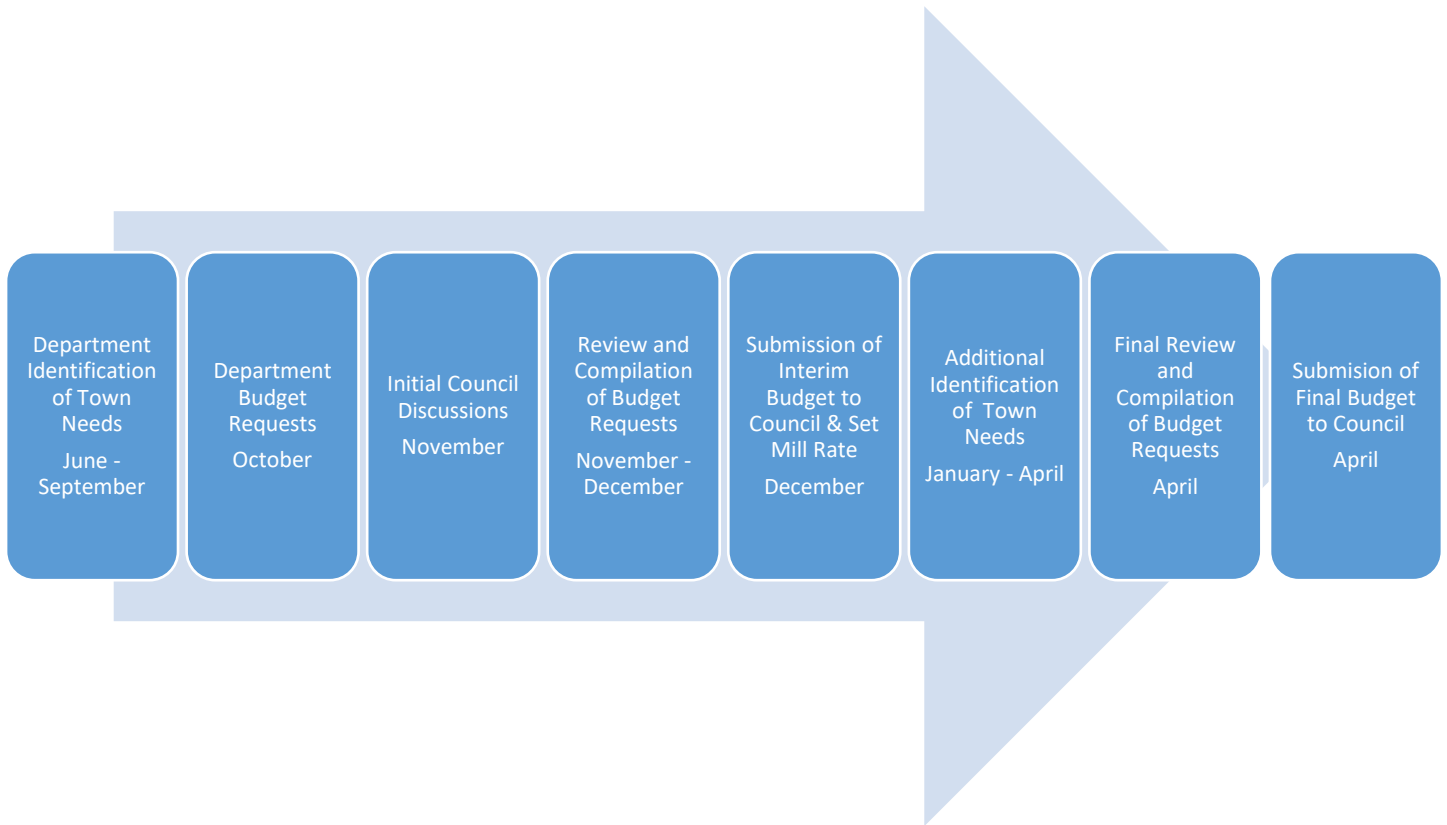 Department
Identification
of Town
Needs
June -
September
Department
Budget
Requests
October
Initial Council
Discussions
November
Review and
Compilation
of Budget
Requests
November -
December
Submission of
Interim
Budget to
Council & Set
Mill Rate
December
Additional
Identification
of Town
Needs
January - April
Final Review
and
Compilation
of Budget
Requests
April
Submision of
Final Budget
to Council
April